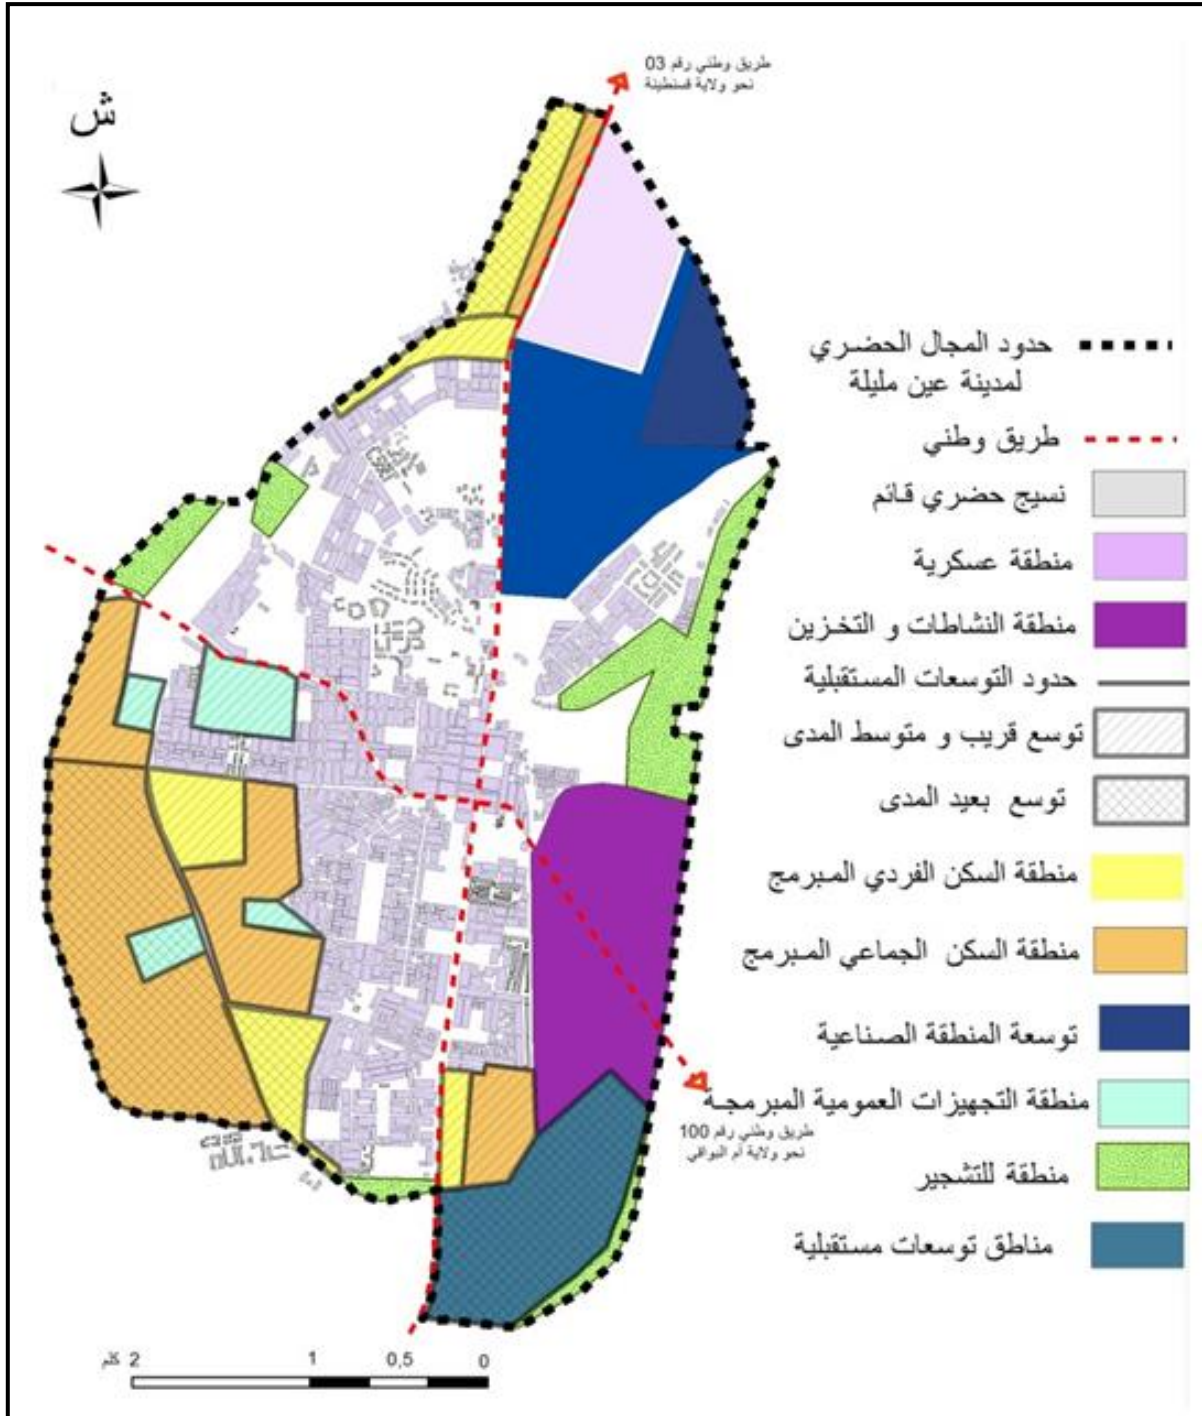 طريق وطني رقم 03
نحو ولاية قسنطينة
ش
حدود المجال الحضري
لمدينة عين مليلة
طريق وطني
نسيج حضري قائم
منطقة عسكرية
منطقة النشاطات و التخزين
حدود التوسعات المستقبلية
توسع قريب و متوسط المدى
توسع بعيد المدى
منطقة السكن الفردي المبرمج
منطقة السكن الجماعي المبرمج
توسعة المنطقة الصناعية
منطقة التجهيزات العمومية المبرمجة
طريق وطني رقم 100
نحو ولاية أم البواقي
منطقة للتشجير
مناطق توسعات مستقبلية
0 0,5 1 2 كلم